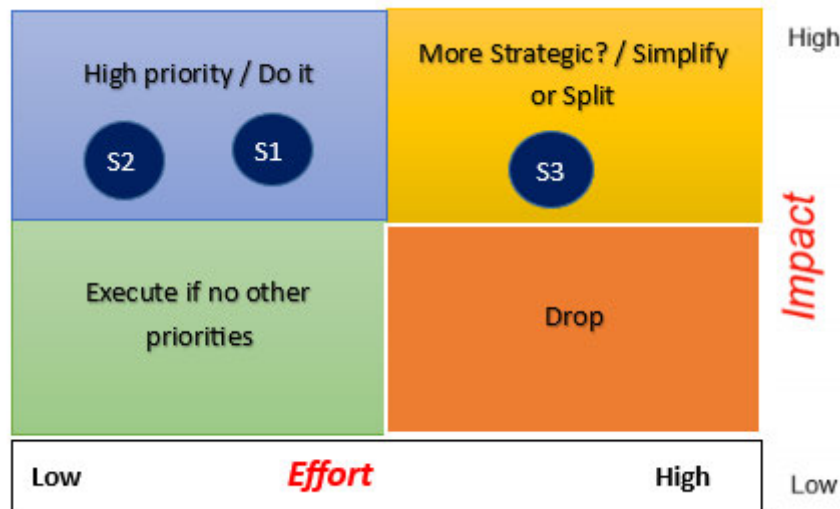 High priority / Do it
S2
S1
More Strategic? / Simplify
or Split
S3
High
Impact
Execute if no other
priorities
Drop
Low
Effort
High
Low